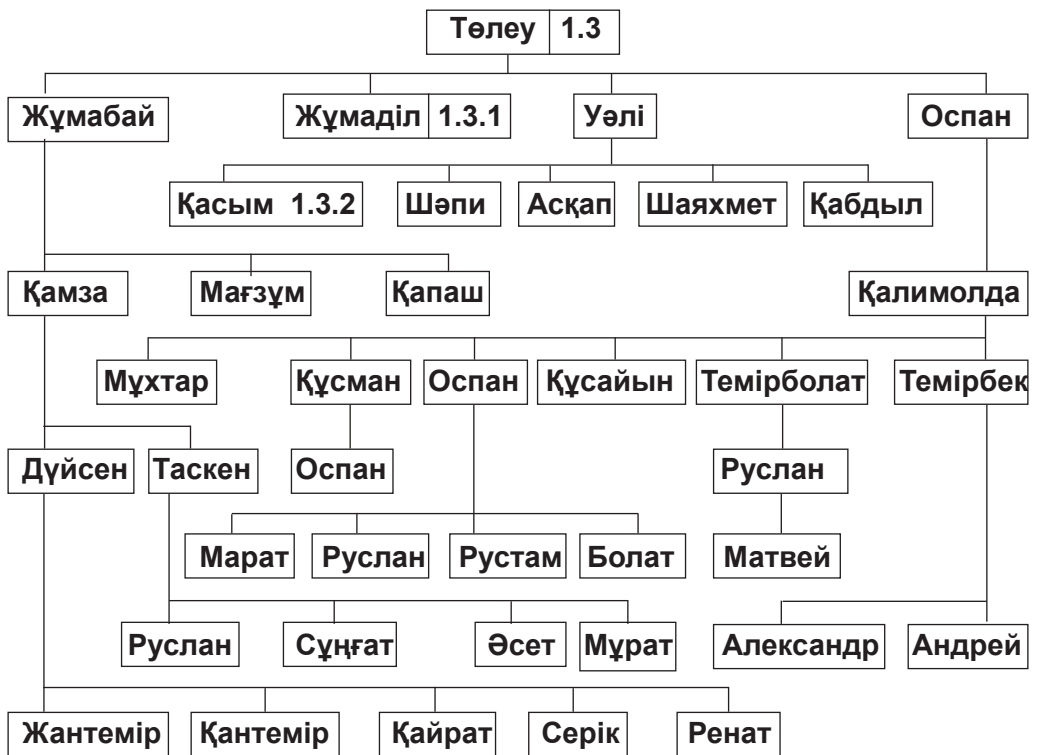 Төлеу 1.3
Жұмабай Жұмаділ 1.3.1 Уәлі Оспан
Қасым 1.3.2 Шәпи Асқап Шаяхмет Қабдыл
Қамза Мағзұм Қапаш Қалимолда
Мұхтар Құсман Оспан Құсайын Темірболат Темірбек
Дүйсен Таскен Оспан Руслан
Марат Руслан Рустам Болат Матвей
Руслан Сұңғат Әсет Мұрат Александр Андрей
Жантемір Қантемір Қайрат Серік Ренат